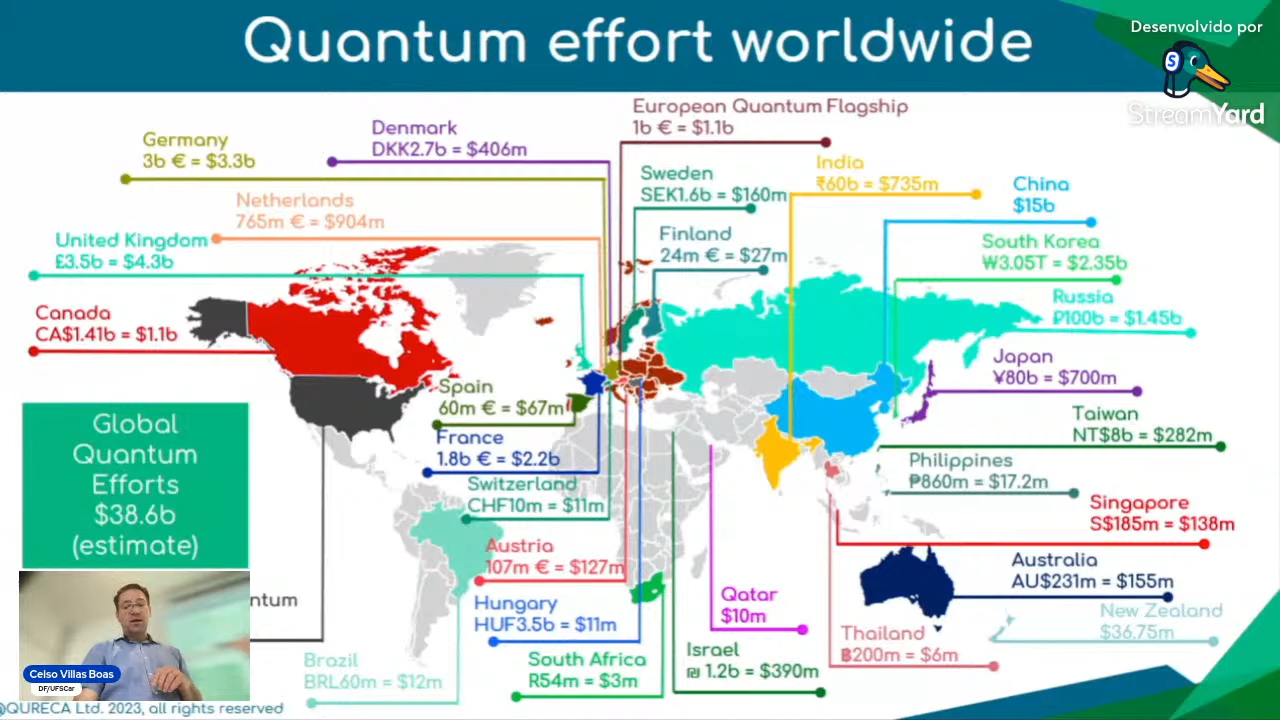 Quantum effort worldwide
Desenvolvido por
StreamYard
European Quantum Flagship
1b € = $1.1b
Denmark
DKK2.7b = $406m
Germany
3b € = $3.3b
India
₹60b = $735m
Sweden
SEK1.6b = $160m
China
$15b
Netherlands
765m € = $904m
Finland
24m € = $27m
United Kingdom
£3.5b = $4.3b
South Korea
₩3.05T = $2.35b
Russia
₽100b = $1.45b
Canada
CA$1.41b = $1.1b
Japan
¥80b = $700m
Spain
60m € = $67m
Taiwan
NT$8b = $282m
Global
Quantum
Efforts
$38.6b
(estimate)
France
1.8b € = $2.2b
Philippines
₱860m = $17.2m
Switzerland
CHF10m = $11m
Singapore
S$185m = $138m
Austria
107m € = $127m
Australia
AU$231m = $155m
Qatar
$10m
Hungary
HUF3.5b = $11m
New Zealand
$36.75m
ntum
Thailand
฿200m = $6m
Israel
₪ 1.2b = $390m
South Africa
R54m = $3m
Brazil
BRL60m = $12m
Celso Villas Boas
DF/UFSCar
@QURECA Ltd. 2023, all rights reserved